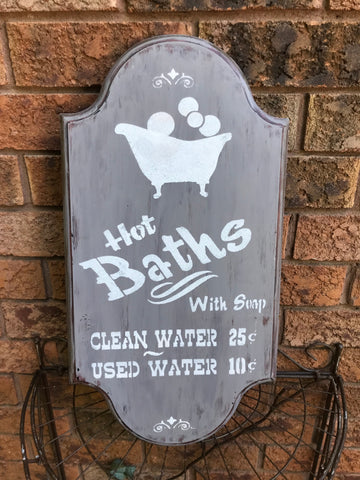 Hot
Baths
With Soap
CLEAN WATER 25¢
~
USED WATER 10¢